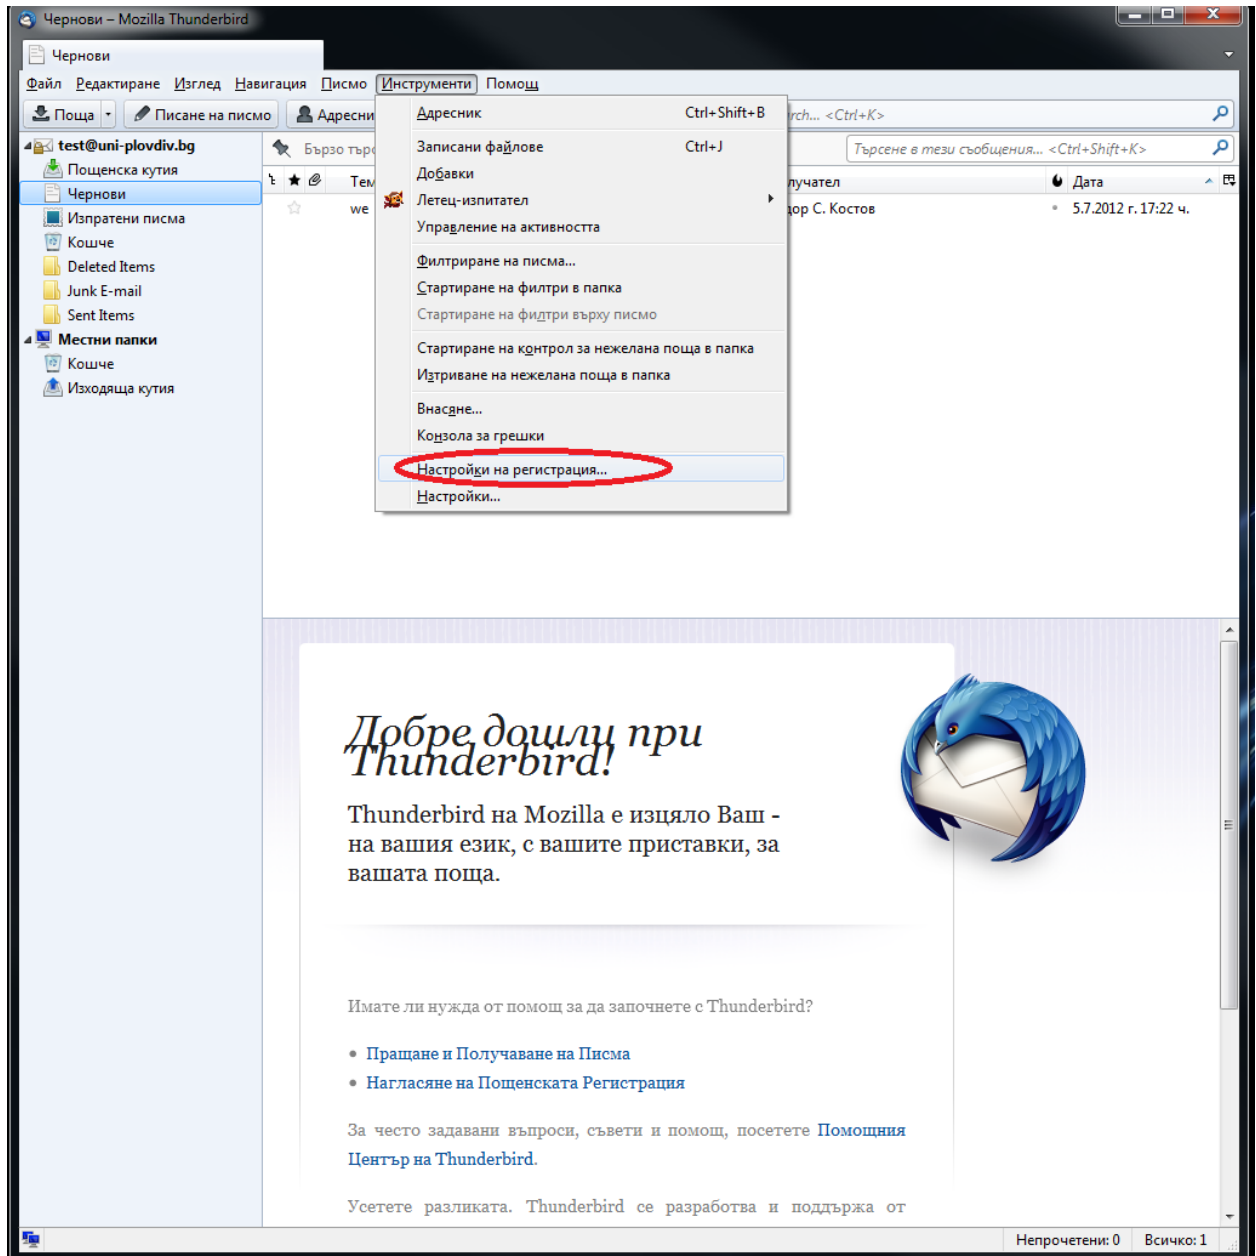 Чернови – Mozilla Thunderbird
Чернови
Файл Редактиране Изглед Навигация Писмо Инструменти Помощ
Поща Писане на писмо Адресни <Ctrl+K>
test@uni-plovdiv.bg
Пощенска кутия
Чернови
Изпратени писма
Кошче
Deleted Items
Junk E-mail
Sent Items
Местни папки
Кошче
Изходяща кутия
Бързо Търсене в тези съобщения... <Ctrl+Shift+K>
Тем лучател Дата
we дор С. Костов 5.7.2012 г. 17:22 ч.
Адресник Ctrl+Shift+B
Записани файлове Ctrl+J
Добавки
Летец-изпитател
Управление на активността
Филтриране на писма...
Стартиране на филтри в папка
Стартиране на филтри върху писмо
Стартиране на контрол за нежелана поща в папка
Изтриване на нежелана поща в папка
Внасяне...
Конзола за грешки
Настройки на регистрация...
Настройки...
Добре дошли при
Thunderbird!
Thunderbird на Mozilla е изцяло Ваш -
на вашия език, с вашите приставки, за
вашата поща.
Имате ли нужда от помощ за да започнете с Thunderbird?
• Пращане и Получаване на Писма
• Нагласяне на Пощенската Регистрация
За често задавани въпроси, съвети и помощ, посетете Помощния
Център на Thunderbird.
Усетете разликата. Thunderbird се разработва и поддържа от
Непрочетени: 0 Всичко: 1